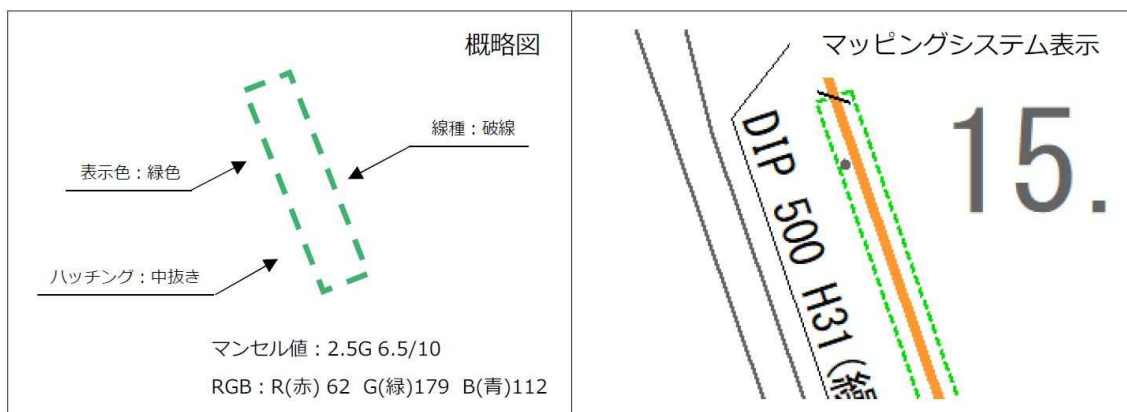 概略図
線種：破線
表示色：緑色
ハッチング：中抜き
マンセル値：2.5G 6.5/10
RGB：R(赤) 62 G(緑)179 B(青)112
マッピングシステム表示
15.
DIP 500 H31(